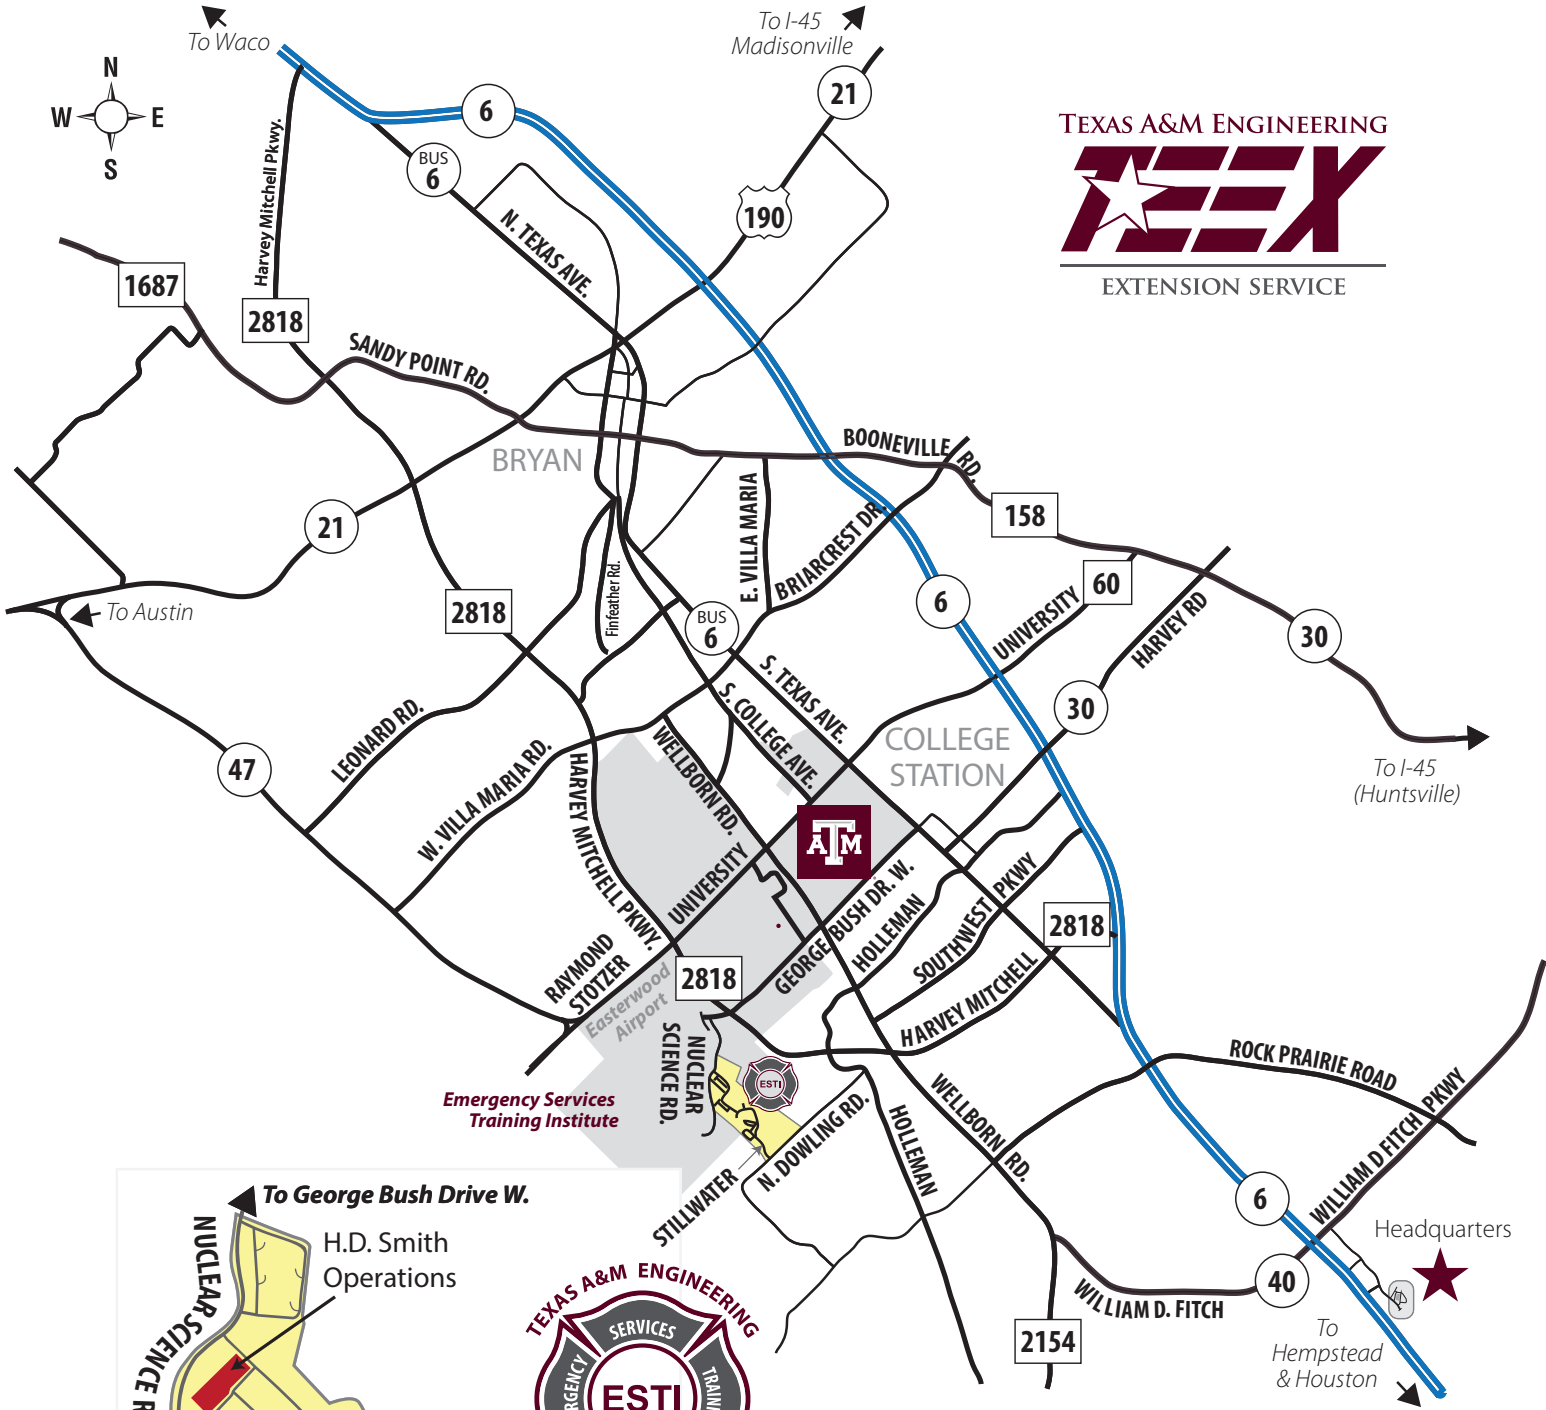 To Waco
To I-45
Madisonville
N
W
E
S
6
21
BUS
6
190
Harvey Mitchell Pkwy.
N. TEXAS AVE.
TEXAS A&M ENGINEERING
TEEX
EXTENSION SERVICE
1687
2818
SANDY POINT RD.
BRYAN
BOONEVILLE RD.
21
E. VILLA MARIA
BRIARCREST DR.
158
Finfeather Rd.
2818
To Austin
BUS
6
6
UNIVERSITY
60
HARVEY RD
30
30
S. TEXAS AVE.
S. COLLEGE AVE.
COLLEGE
STATION
To I-45
(Huntsville)
47
LEONARD RD.
W. VILLA MARIA RD.
HARVEY MITCHELL PKWY.
WELLBORN RD.
ATM
UNIVERSITY
GEORGE BUSH DR. W.
HOLLEMAN
SOUTHWEST PKWY
2818
RAYMOND
STOTZER
Easterwood
Airport
2818
HARVEY MITCHELL
NUCLEAR
SCIENCE RD.
ESTI
Emergency Services
Training Institute
ROCK PRAIRIE ROAD
WELLBORN RD.
HOLLEMAN
N. DOWLING RD.
STILLWATER
WILLIAM D FITCH PKWY
6
Headquarters
40
WILLIAM D. FITCH
2154
To
Hempstead
& Houston
To George Bush Drive W.
NUCLEAR SCIENCE R
H.D. Smith
Operations
TEXAS A&M ENGINEERING
SERVICES
ESTI